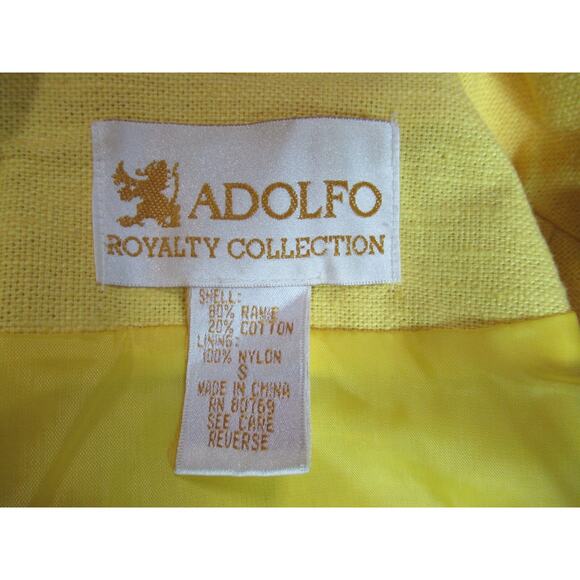 ADOLFO
ROYALTY COLLECTION
SHELL:
80% RAMIE
20% COTTON
LINING:
100% NYLON
S
MADE IN CHINA
RN 80769
SEE CARE
REVERSE